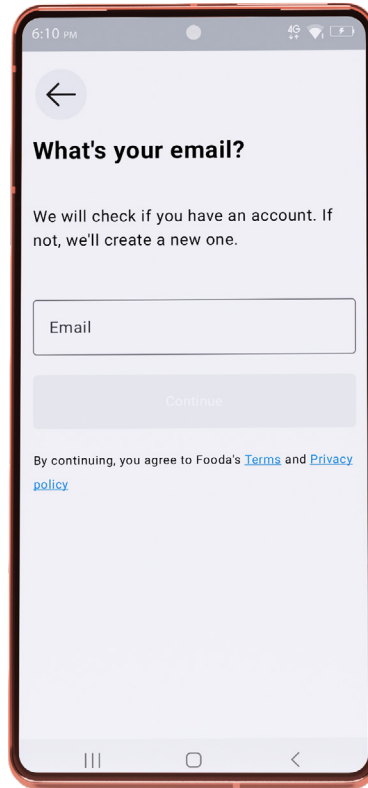 6:10 PM
4G
What's your email?
We will check if you have an account. If
not, we'll create a new one.
Email
Continue
By continuing, you agree to Fooda's Terms and Privacy
policy